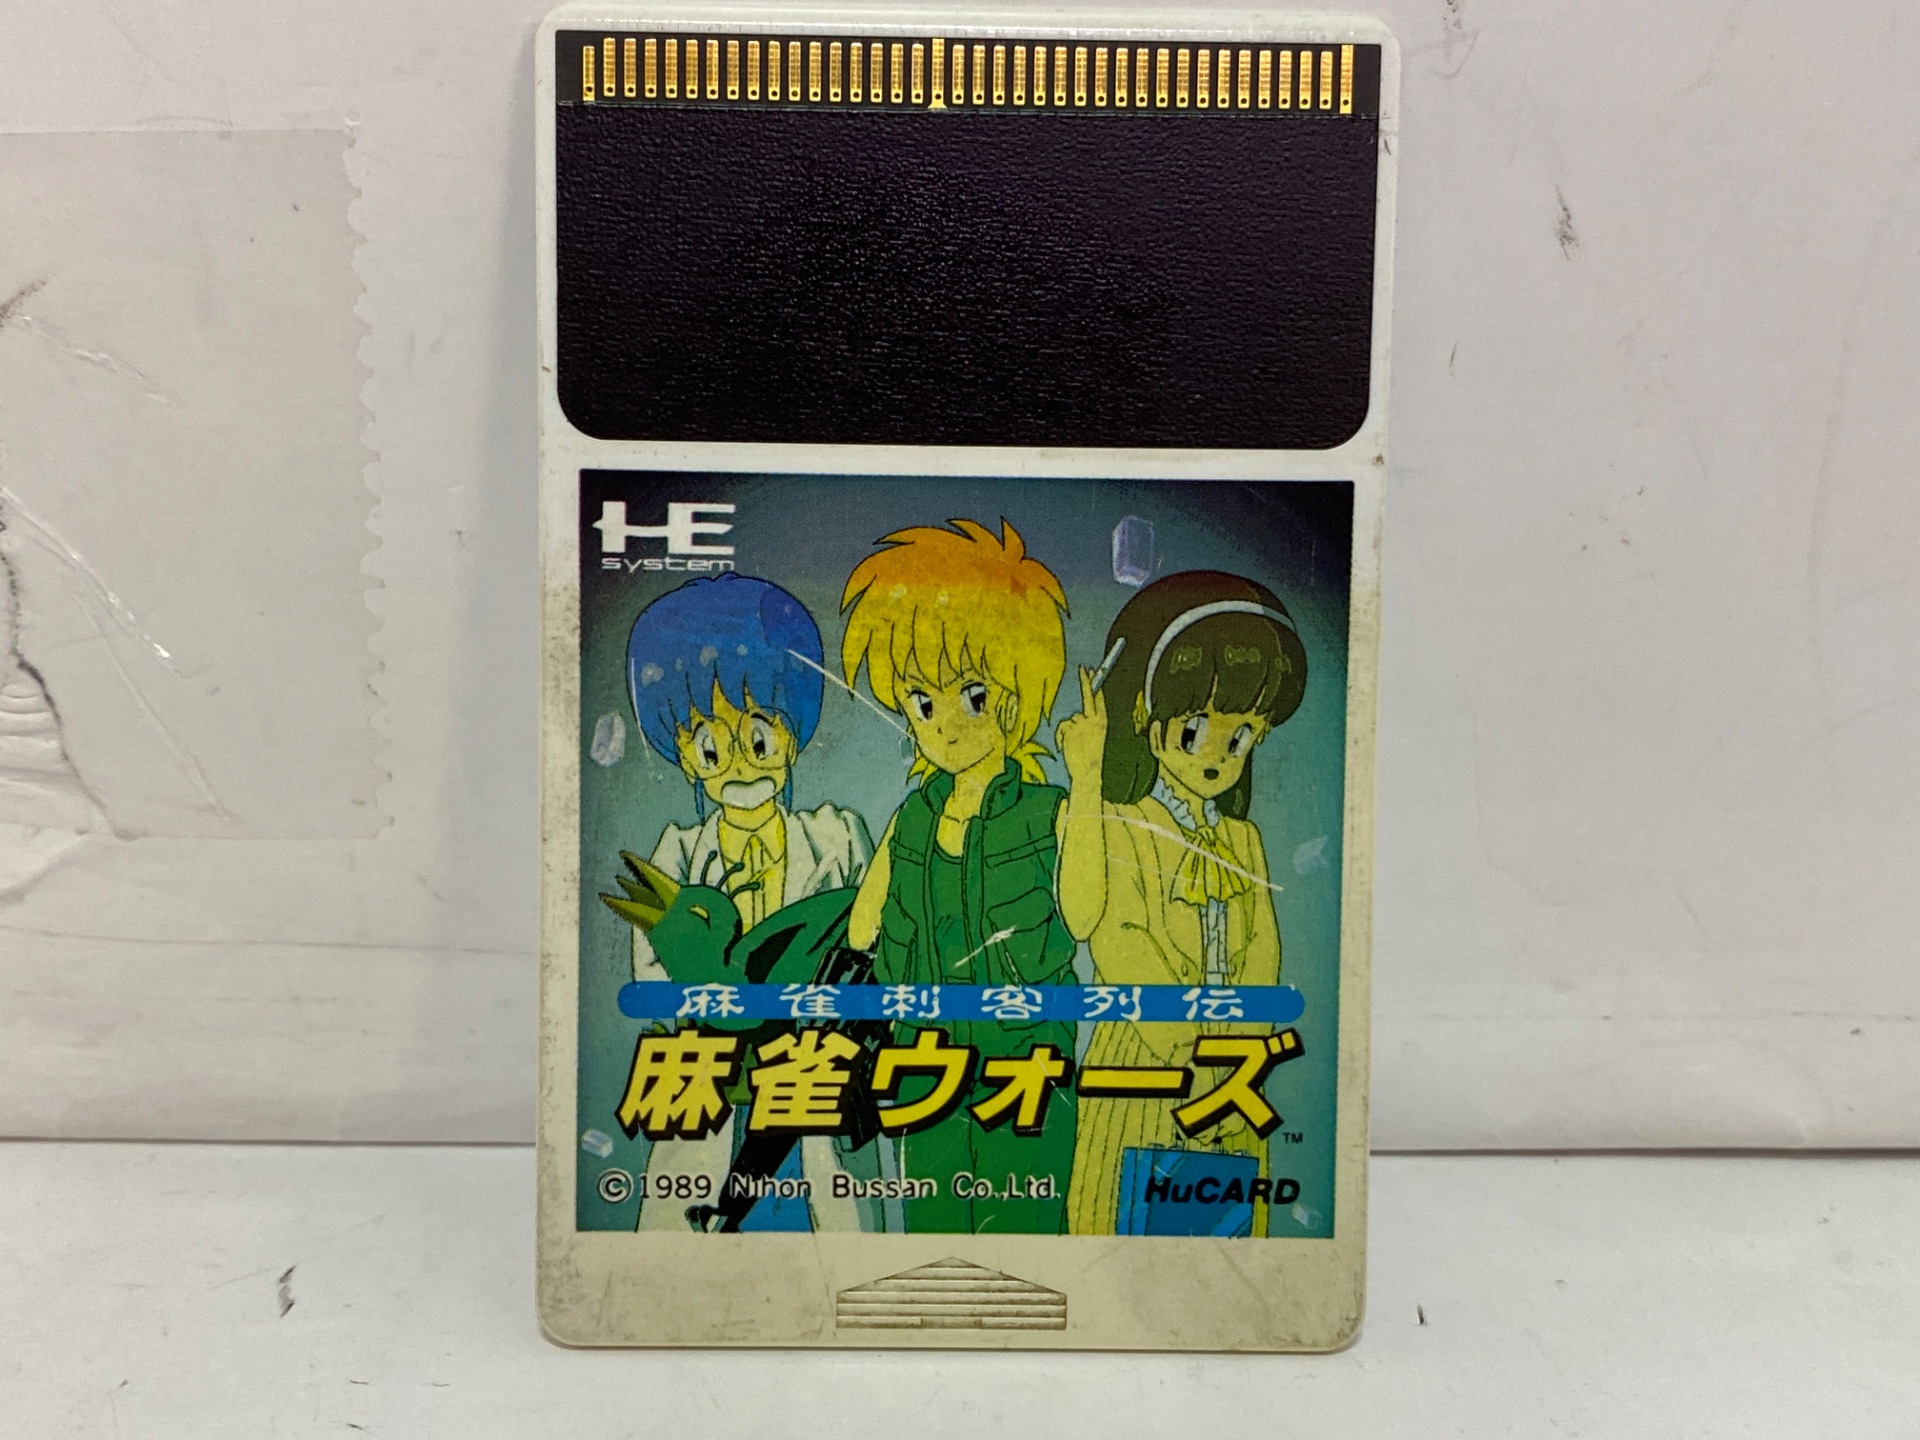 HE
system
麻雀刺客列伝
麻雀ウォーズ
TM
©1989 Nihon Bussan Co.,Ltd.
HuCARD